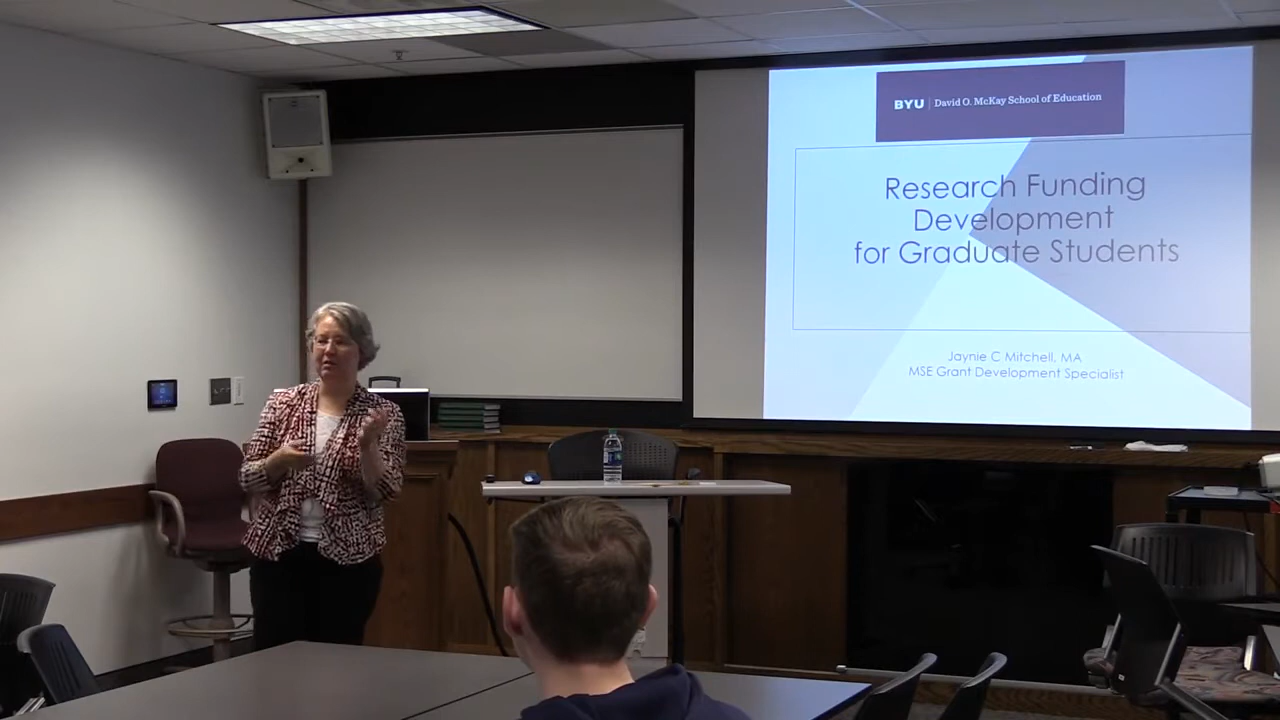 BYU | David O. McKay School of Education
Research Funding
Development
for Graduate Students
Jaynie C Mitchell, MA
MSE Grant Development Specialist